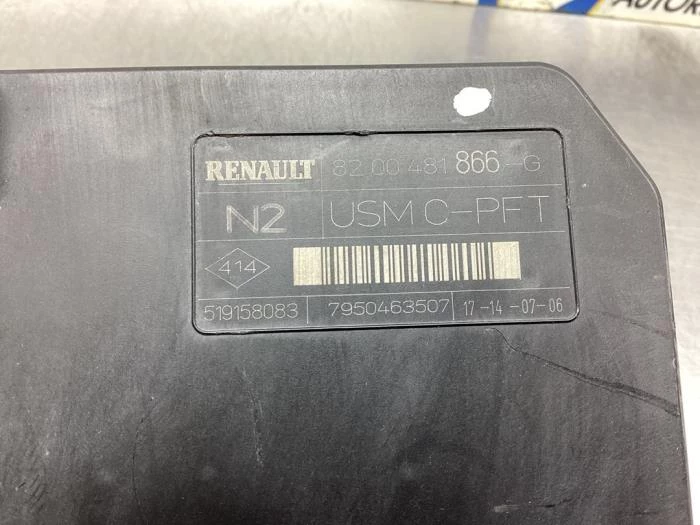 RENAULT 82 00 481 866-G
N2 USM C-PFT
414
519158083 7950463507 17-14-07-06